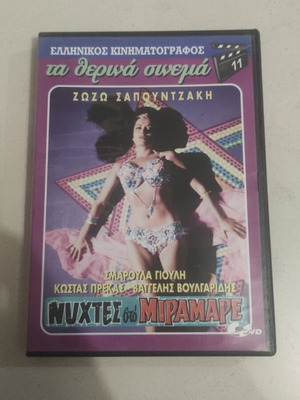 ΕΛΛΗΝΙΚΟΣ ΚΙΝΗΜΑΤΟΓΡΑΦΟΣ
τα θερινά σινεμά
11
ΖΩΖΩ ΣΑΠΟΥΝΤΖΑΚΗ
ΣΜΑΡΟΥΛΑ ΓΙΟΥΛΗ
ΚΩΣΤΑΣ ΠΡΕΚΑΣ - ΒΑΓΓΕΛΗΣ ΒΟΥΛΓΑΡΙΔΗΣ
ΝΥΧΤΕΣ στο ΜΙΡΑΜΑΡΕ
DVD